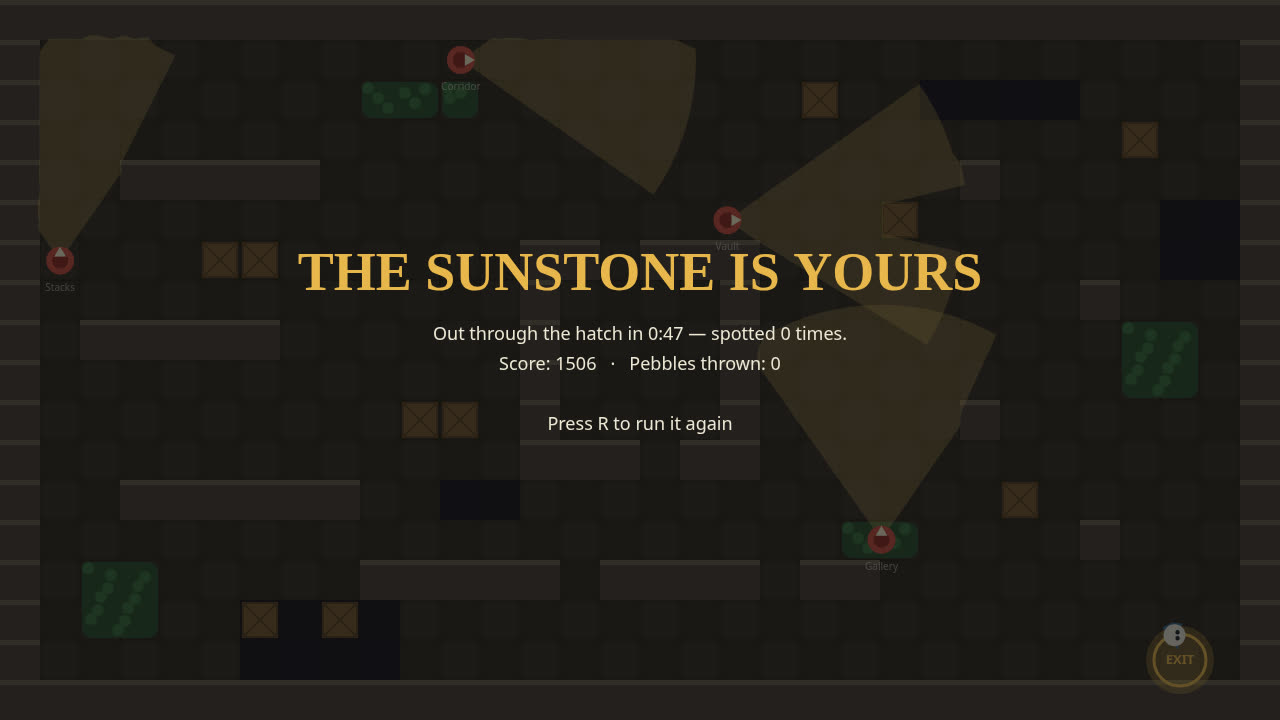 Corridor
Vault
Stacks
THE SUNSTONE IS YOURS
Out through the hatch in 0:47 — spotted 0 times.
Score: 1506 · Pebbles thrown: 0
Press R to run it again
Gallery
EXIT